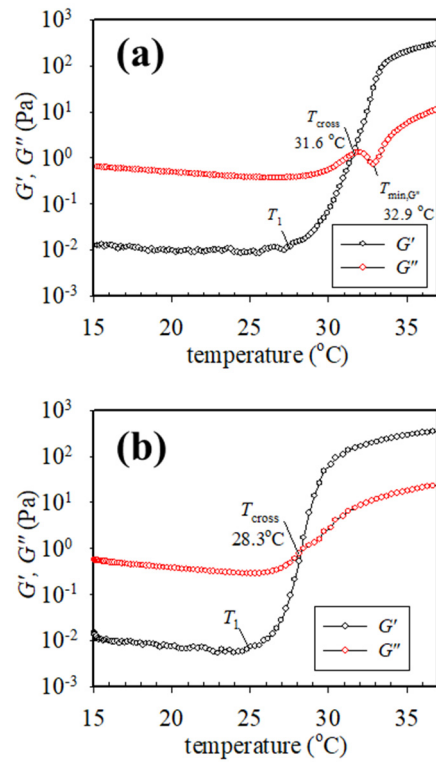 (a)
10³
10²
10¹
10⁰
10⁻¹
10⁻²
10⁻³
G′, G″ (Pa)
T₁
T_cross
31.6 °C
T_min,G″
32.9 °C
G′
G″
15 20 25 30 35
temperature (°C)
(b)
10³
10²
10¹
10⁰
10⁻¹
10⁻²
10⁻³
G′, G″ (Pa)
T₁
T_cross
28.3°C
G′
G″
15 20 25 30 35
temperature (°C)